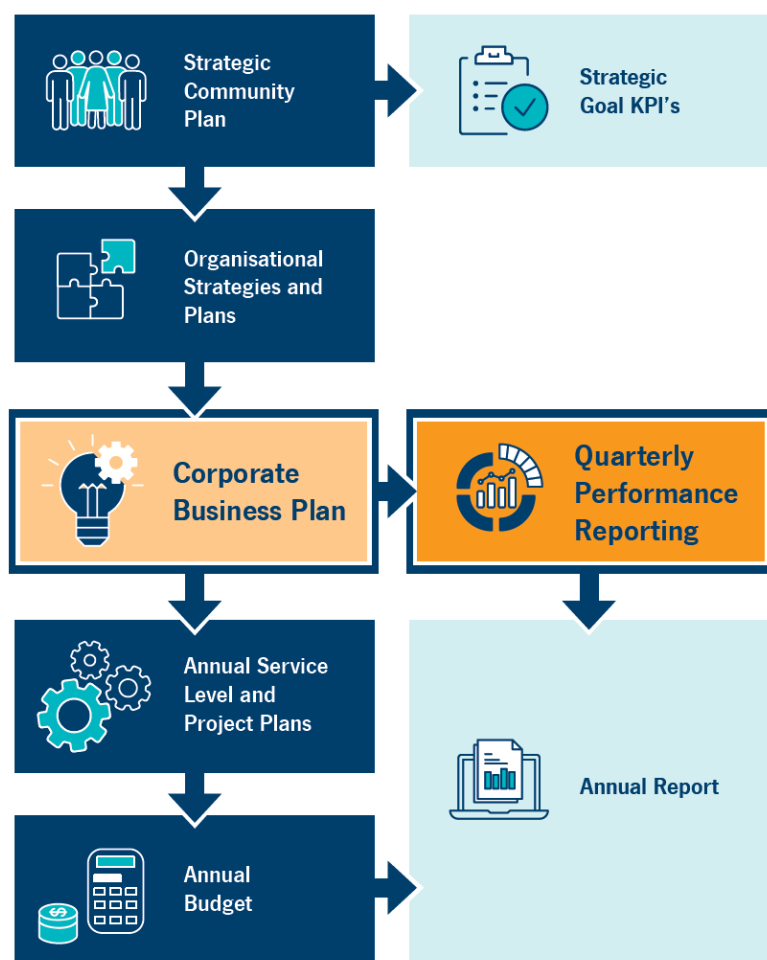 Strategic
Community
Plan
Strategic
Goal KPI's
Organisational
Strategies and
Plans
Corporate
Business Plan
Quarterly
Performance
Reporting
Annual Service
Level and
Project Plans
Annual Report
Annual
Budget
$